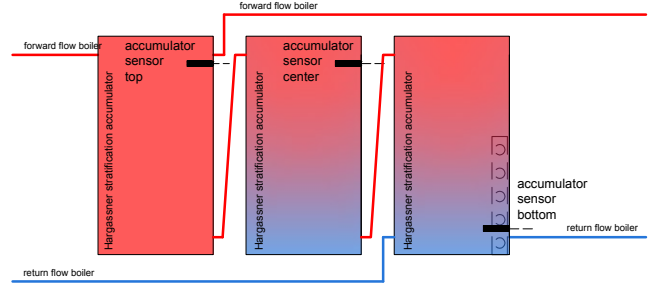 forward flow boiler
forward flow boiler
accumulator
sensor
top
accumulator
sensor
center
Hargassner stratification accumulator
Hargassner stratification accumulator
Hargassner stratification accumulator
accumulator
sensor
bottom
return flow boiler
return flow boiler